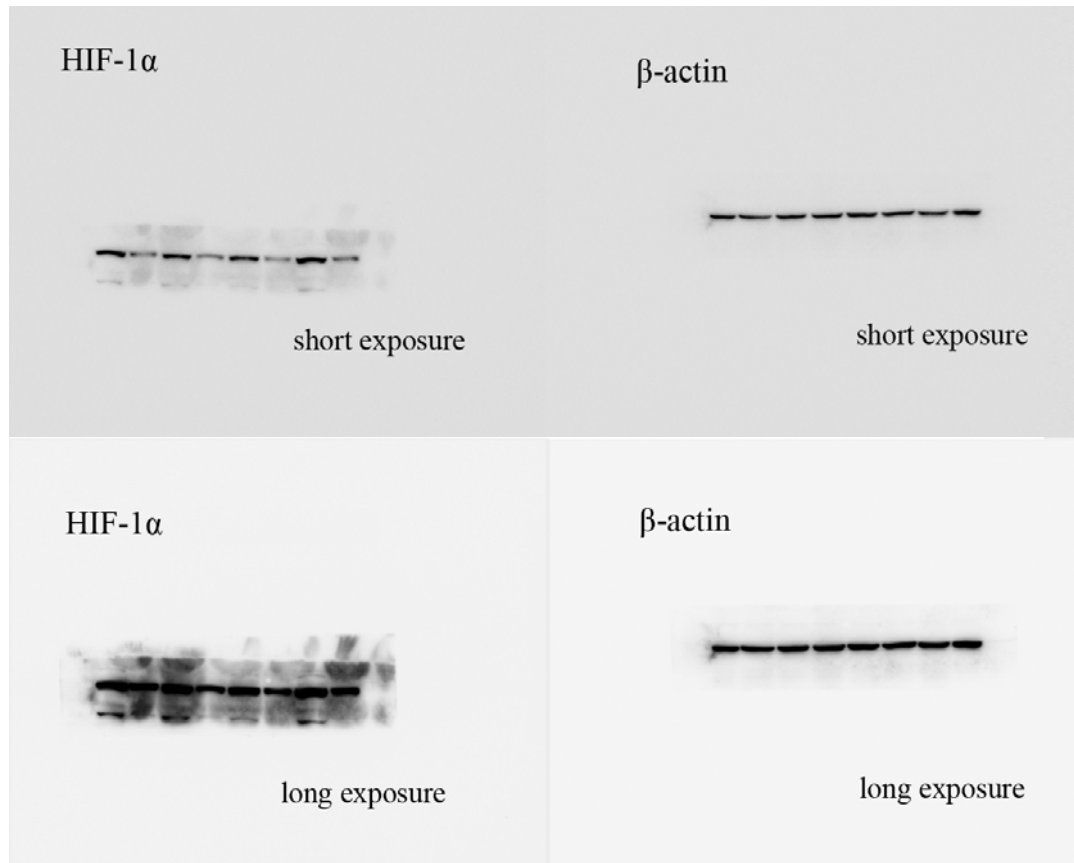 HIF-1α
β-actin
short exposure
short exposure
HIF-1α
β-actin
long exposure
long exposure